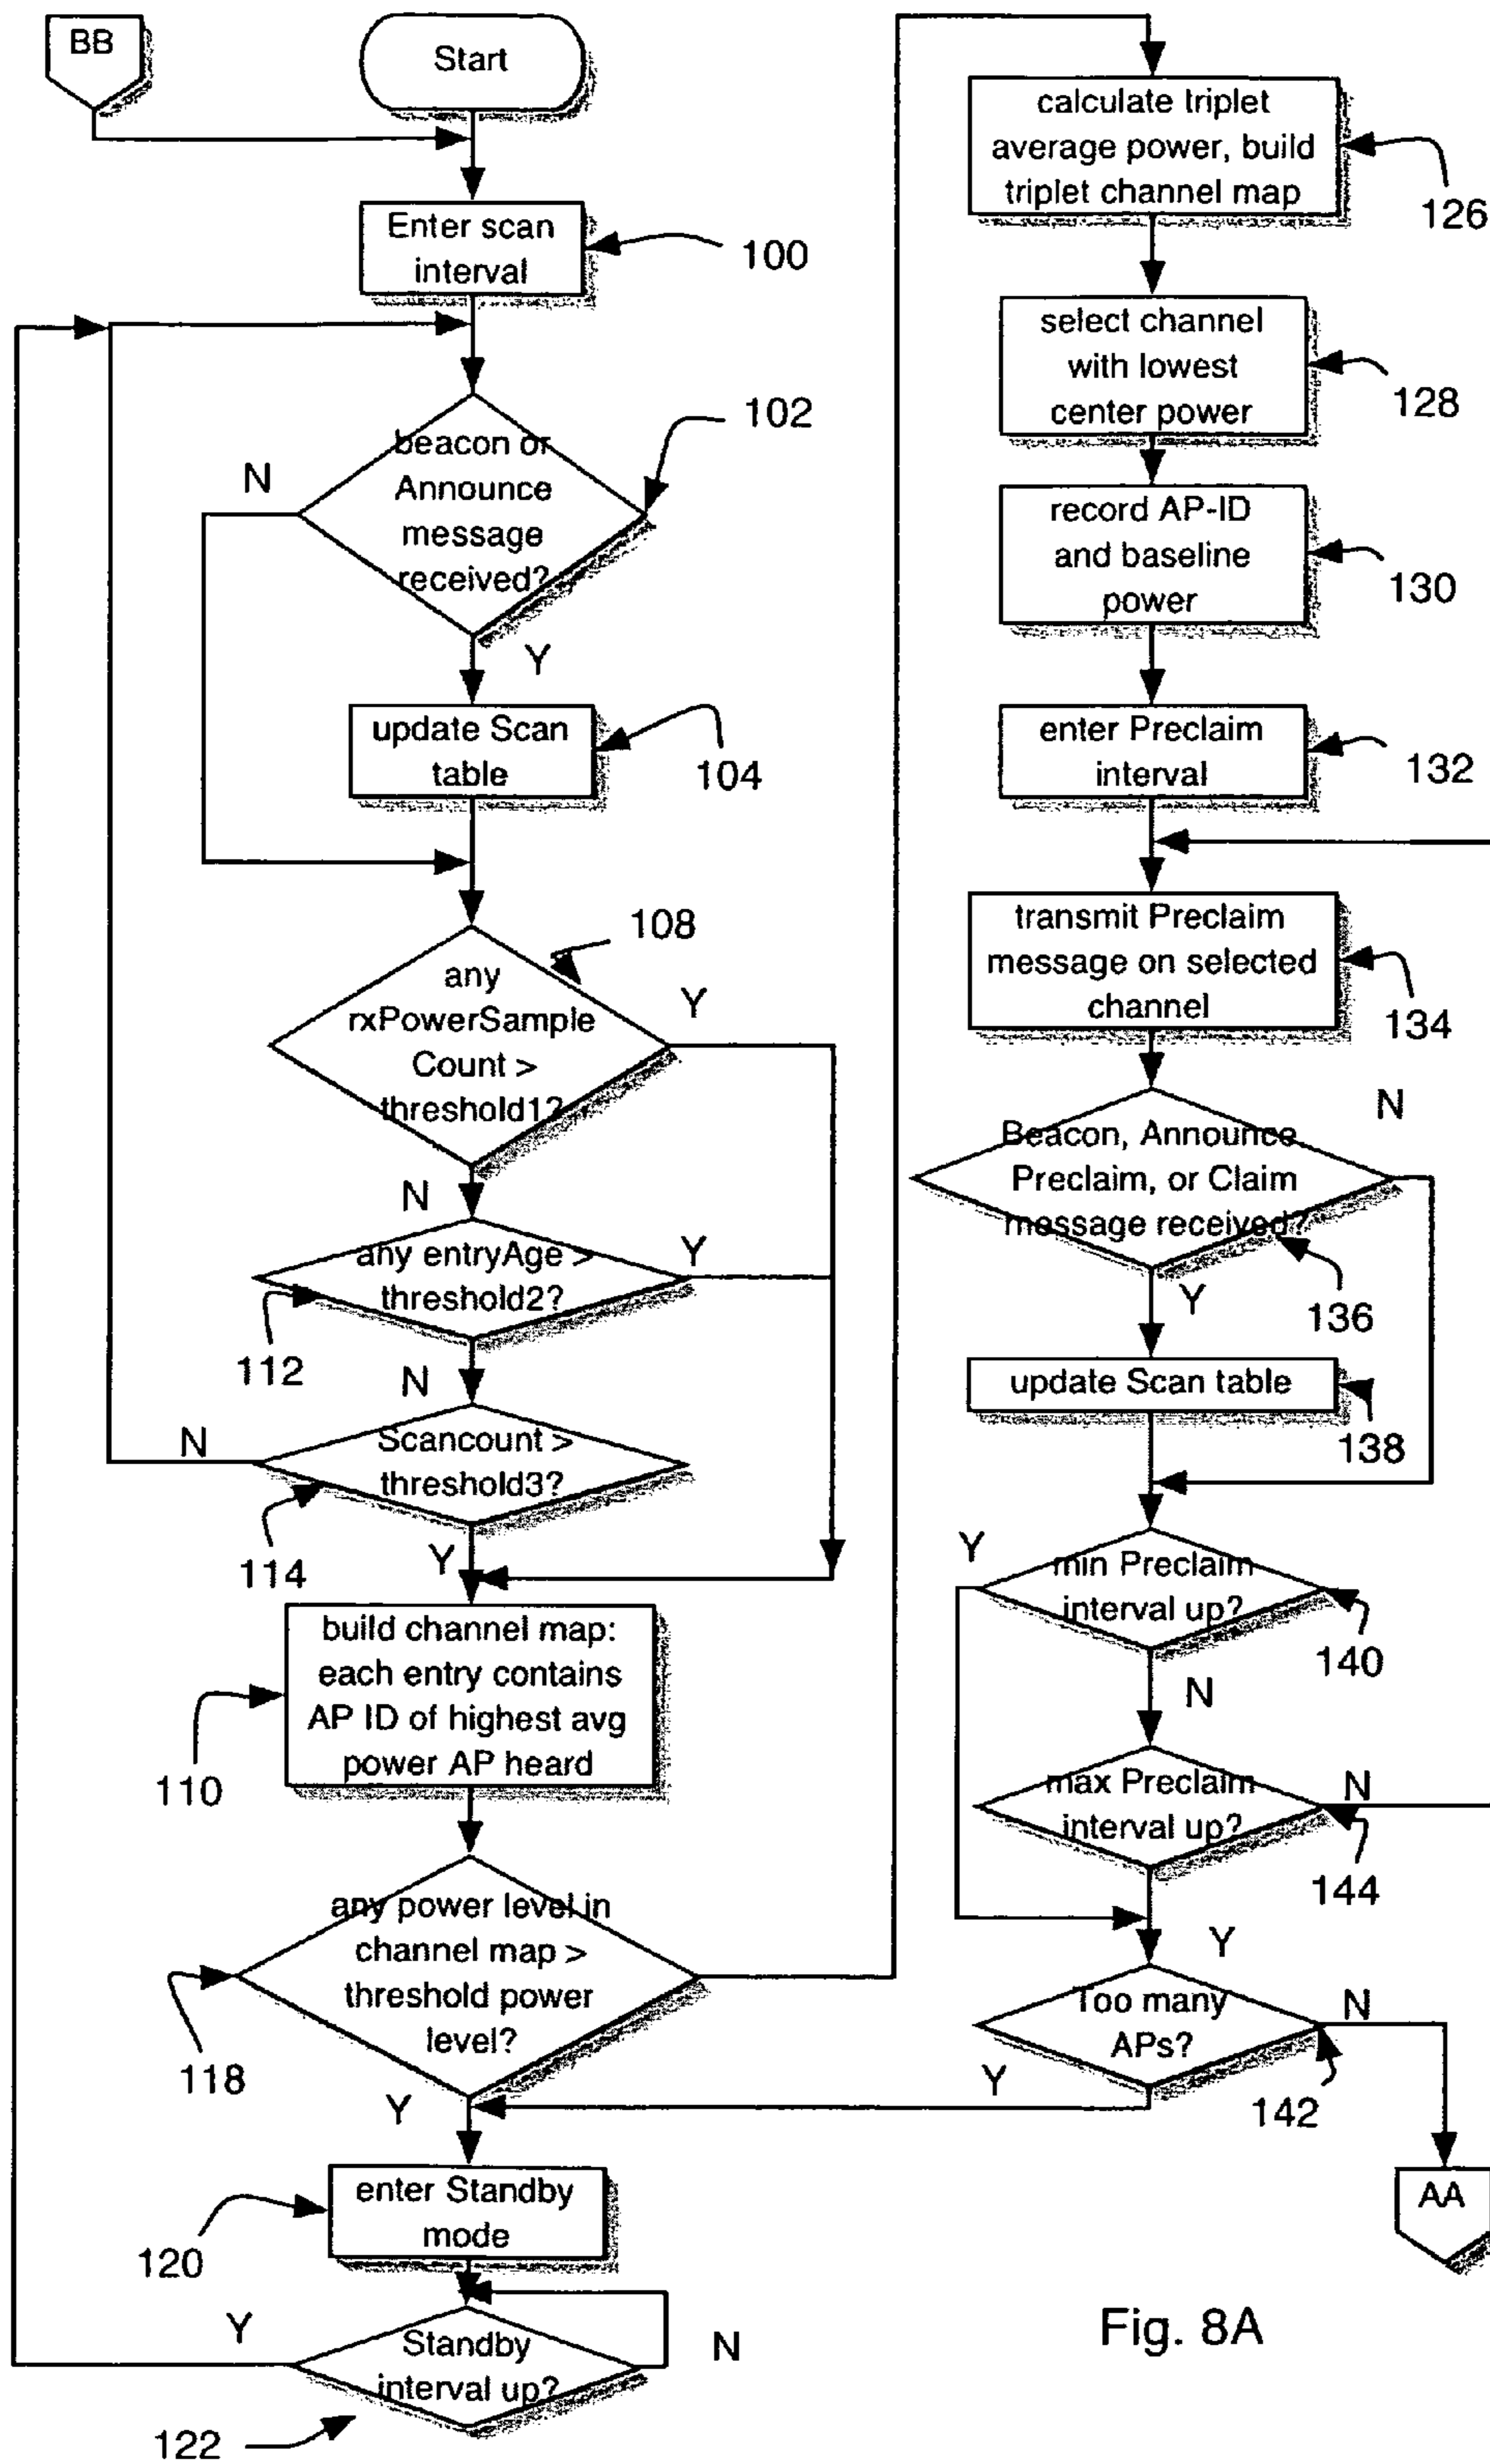 BB
Start
Enter scan
interval
100
beacon or
Announce
message
received?
102
N
Y
update Scan
table
104
any
rxPowerSample
Count >
threshold1?
108
Y
N
any entryAge >
threshold2?
Y
112
N
Scancount >
threshold3?
N
114
Y
build channel map:
each entry contains
AP ID of highest avg
power AP heard
110
any power level in
channel map >
threshold power
level?
118
Y
enter Standby
mode
120
Standby
interval up?
Y
N
122
calculate triplet
average power, build
triplet channel map
126
select channel
with lowest
center power
128
record AP-ID
and baseline
power
130
enter Preclaim
interval
132
transmit Preclaim
message on selected
channel
134
Beacon, Announce
Preclaim, or Claim
message received?
N
136
Y
update Scan table
138
min Preclaim
interval up?
Y
140
N
max Preclaim
interval up?
N
144
Y
Too many
APs?
N
Y
142
AA
Fig. 8A